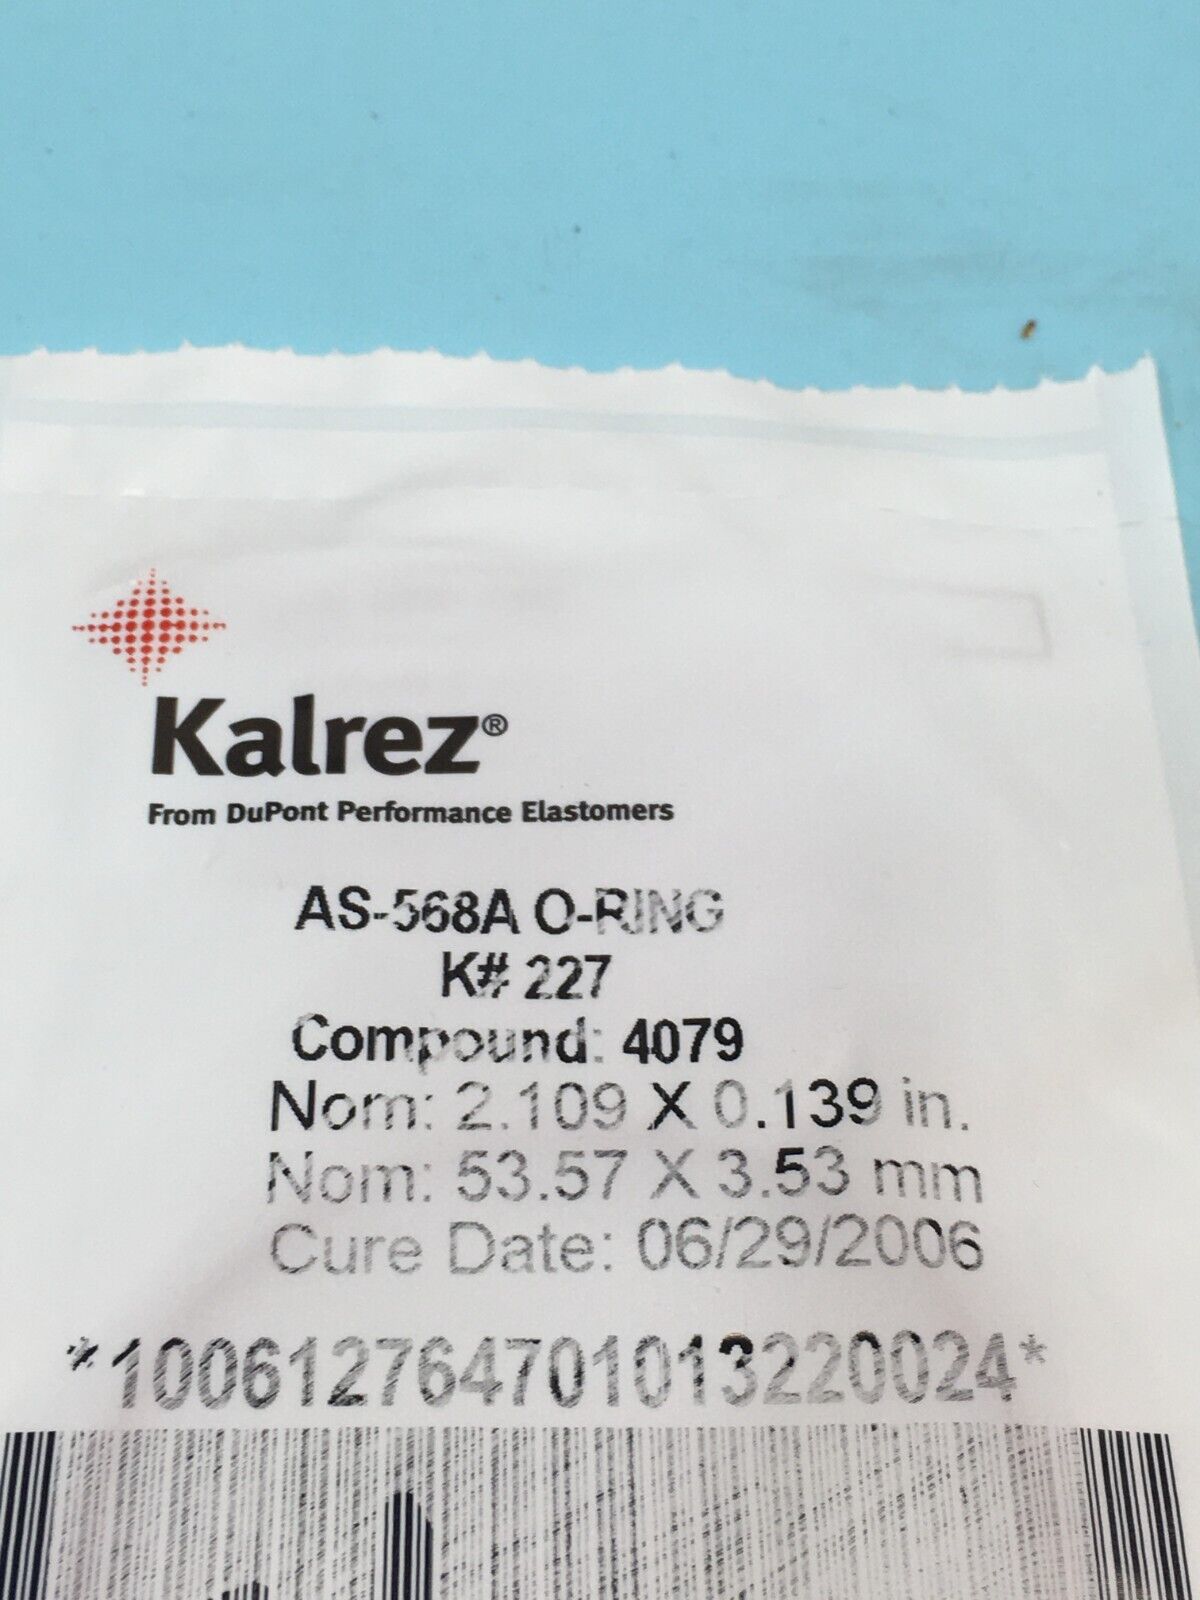 Kalrez®
From DuPont Performance Elastomers
AS-568A O-RING
K# 227
Compound: 4079
Nom: 2.109 X 0.139 in.
Nom: 53.57 X 3.53 mm
Cure Date: 06/29/2006
*100612764701013220024*